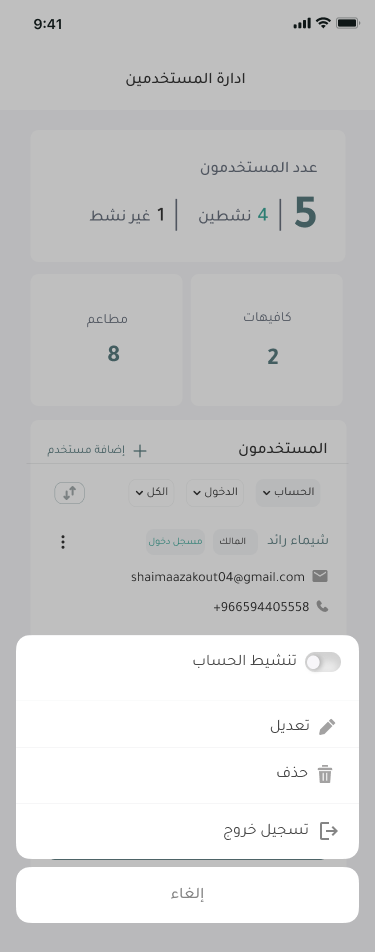 9:41
ادارة المستخدمين
عدد المستخدمون
5 | 4 نشطين | 1 غير نشط
كافيهات
2
مطاعم
8
المستخدمون
إضافة مستخدم
الحساب
الدخول
الكل
شيماء رائد
المالك
مسجل دخول
shaimaazakout04@gmail.com
+966594405558
تنشيط الحساب
تعديل
حذف
تسجيل خروج
إلغاء